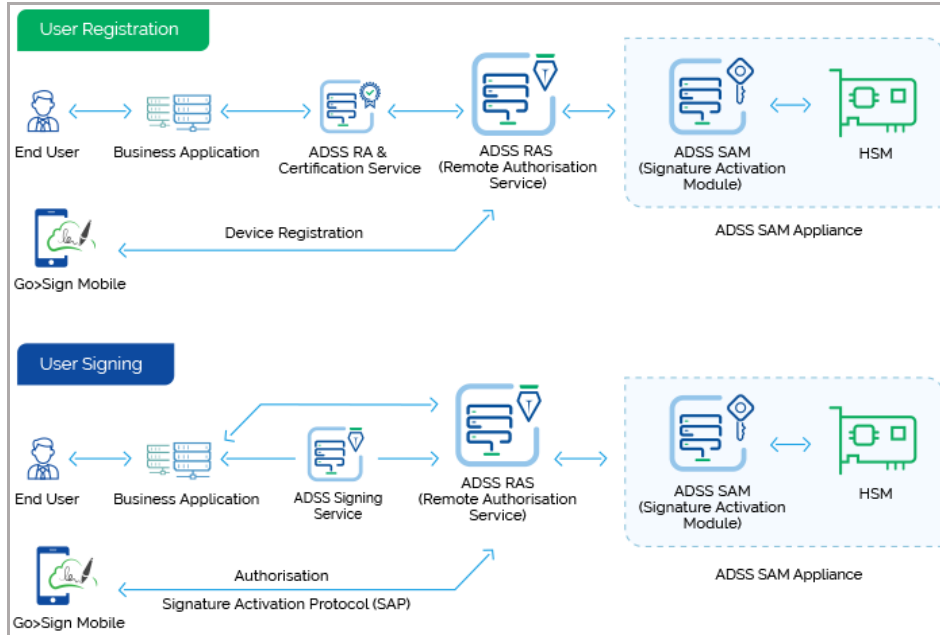 User Registration
End User
Business Application
ADSS RA &
Certification Service
ADSS RAS
(Remote Authorisation
Service)
ADSS SAM
(Signature Activation
Module)
HSM
Device Registration
ADSS SAM Appliance
Go>Sign Mobile
User Signing
End User
Business Application
ADSS Signing
Service
ADSS RAS
(Remote Authorisation
Service)
ADSS SAM
(Signature Activation
Module)
HSM
Authorisation
Signature Activation Protocol (SAP)
ADSS SAM Appliance
Go>Sign Mobile